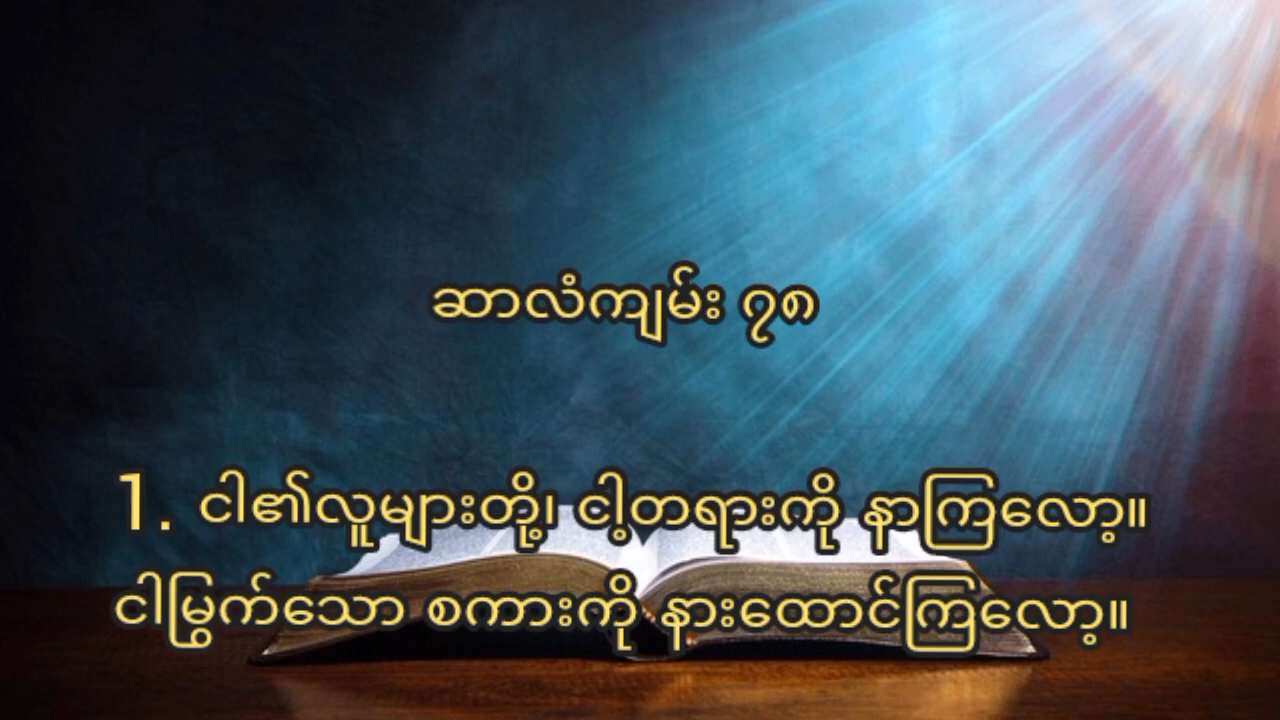 ဆာလံကျမ်း ၇၈
1. ငါ၏လူများတို့၊ ငါ့တရားကို နာကြလော့။
ငါမြွက်သော စကားကို နားထောင်ကြလော့။